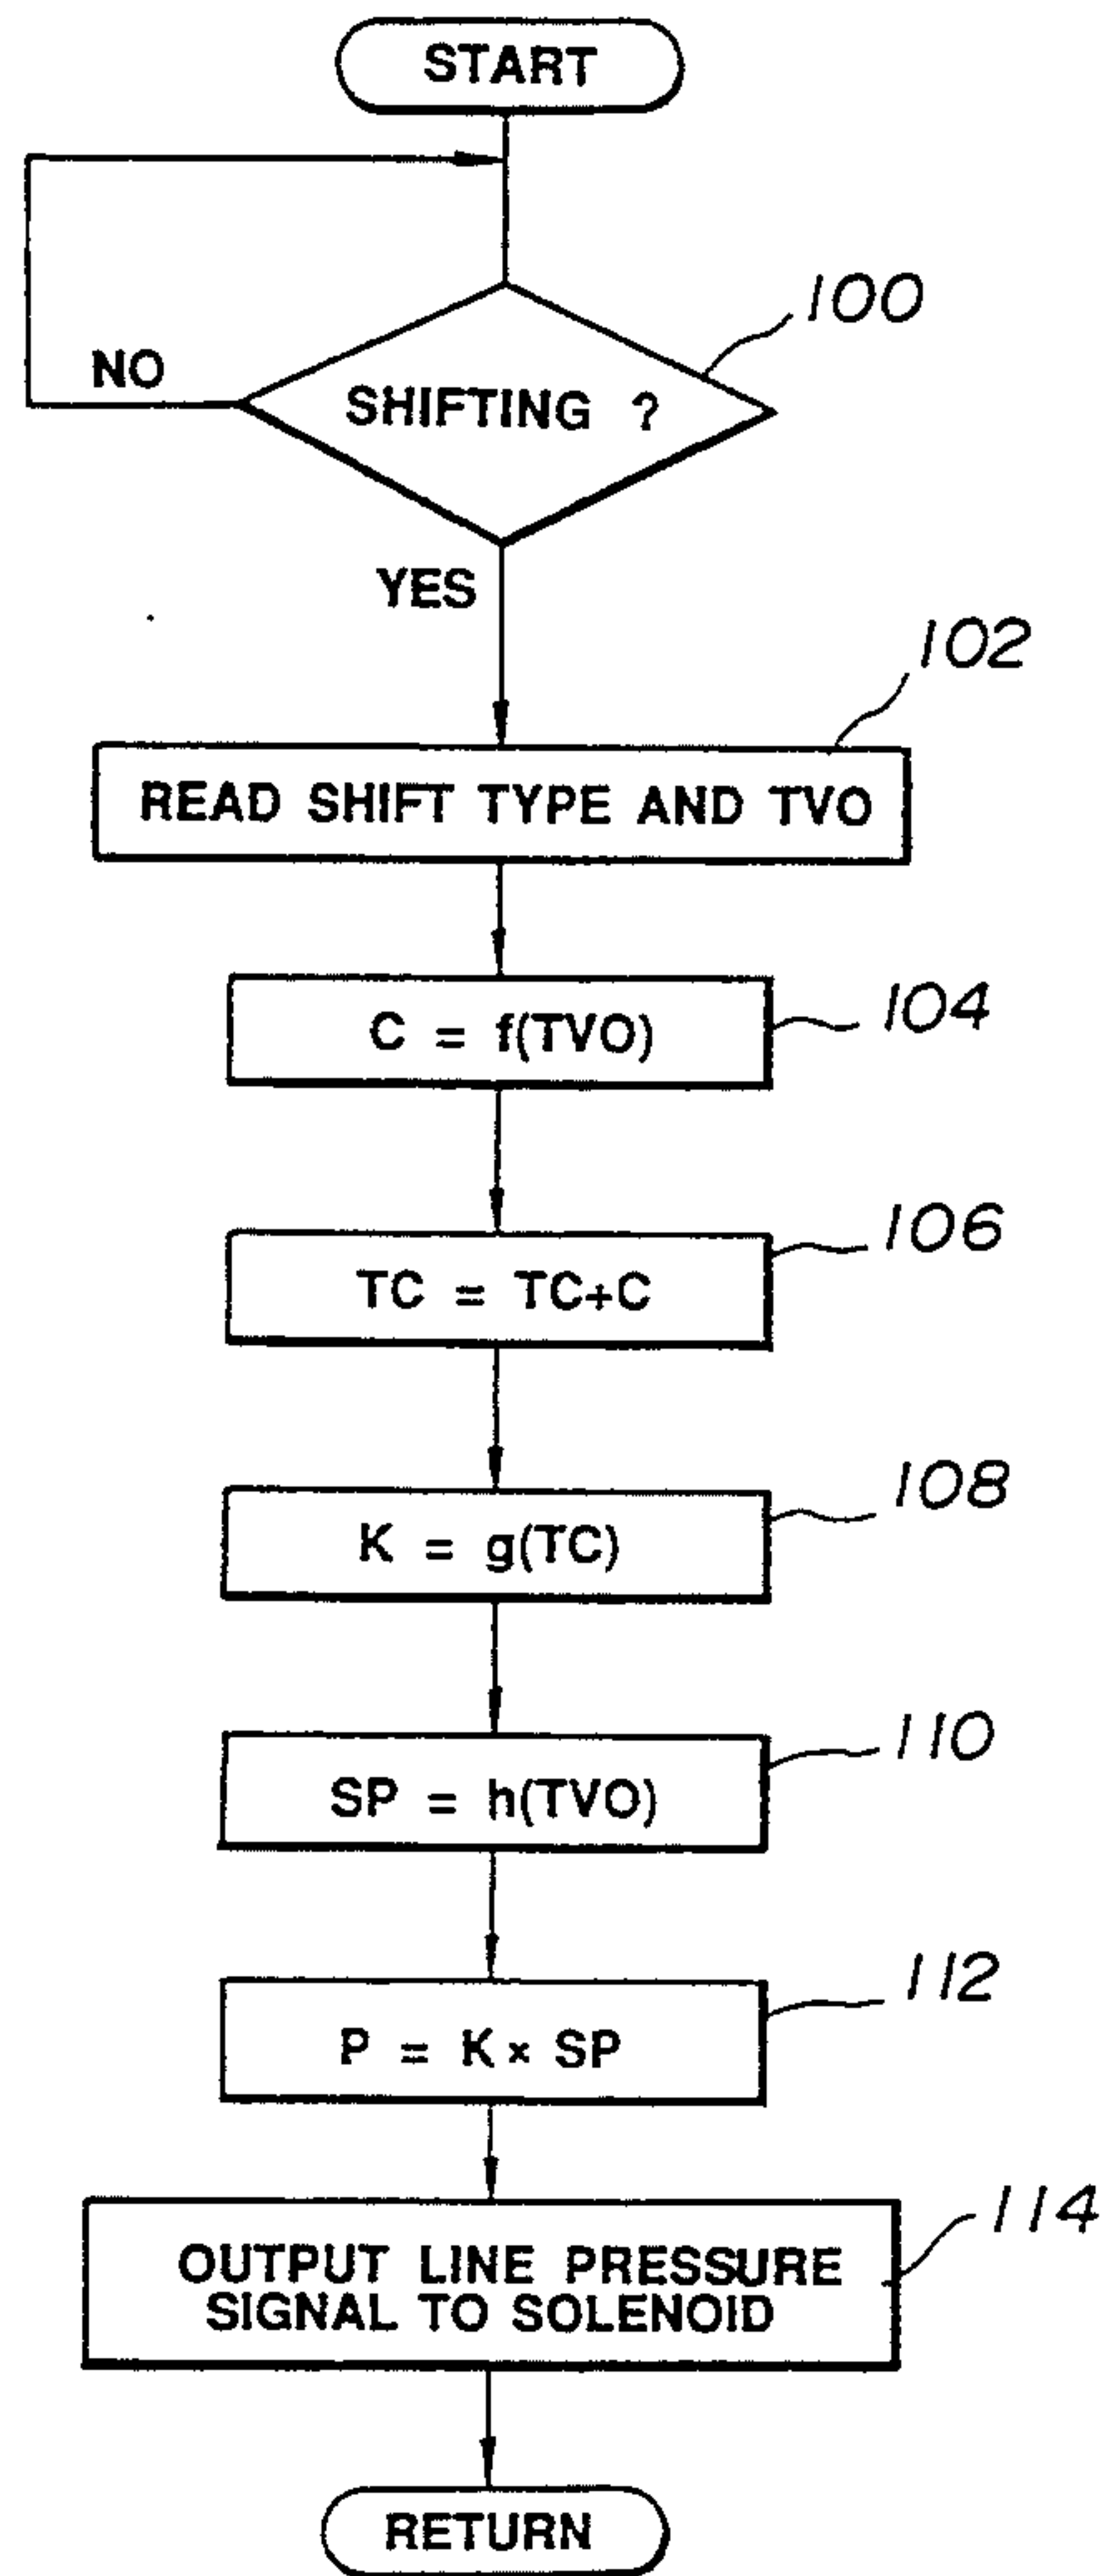 START
100
NO
SHIFTING ?
YES
102
READ SHIFT TYPE AND TVO
104
C = f(TVO)
106
TC = TC+C
108
K = g(TC)
110
SP = h(TVO)
112
P = K × SP
114
OUTPUT LINE PRESSURE
SIGNAL TO SOLENOID
RETURN